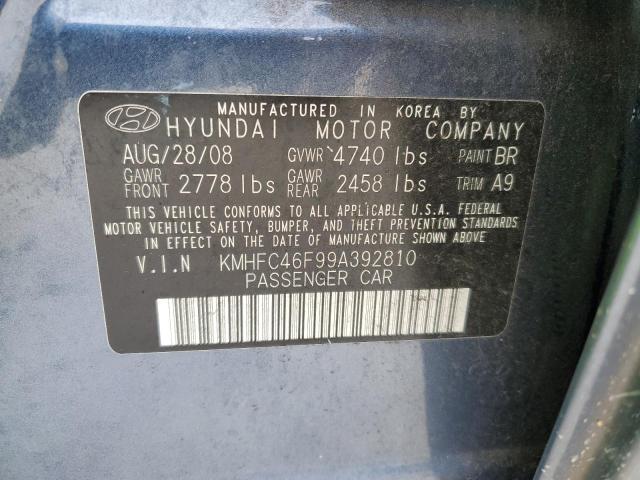 MANUFACTURED IN KOREA BY
HYUNDAI MOTOR COMPANY
AUG/28/08 GVWR 4740 lbs PAINT BR
GAWR FRONT 2778 lbs GAWR REAR 2458 lbs TRIM A9
THIS VEHICLE CONFORMS TO ALL APPLICABLE U.S.A. FEDERAL
MOTOR VEHICLE SAFETY, BUMPER, AND THEFT PREVENTION STANDARDS
IN EFFECT ON THE DATE OF MANUFACTURE SHOWN ABOVE.
V.I.N KMHFC46F99A392810
PASSENGER CAR